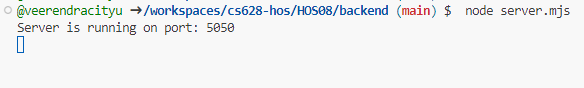 @veerendracityu ➜/workspaces/cs628-hos/HOS08/backend (main) $ node server.mjs
Server is running on port: 5050